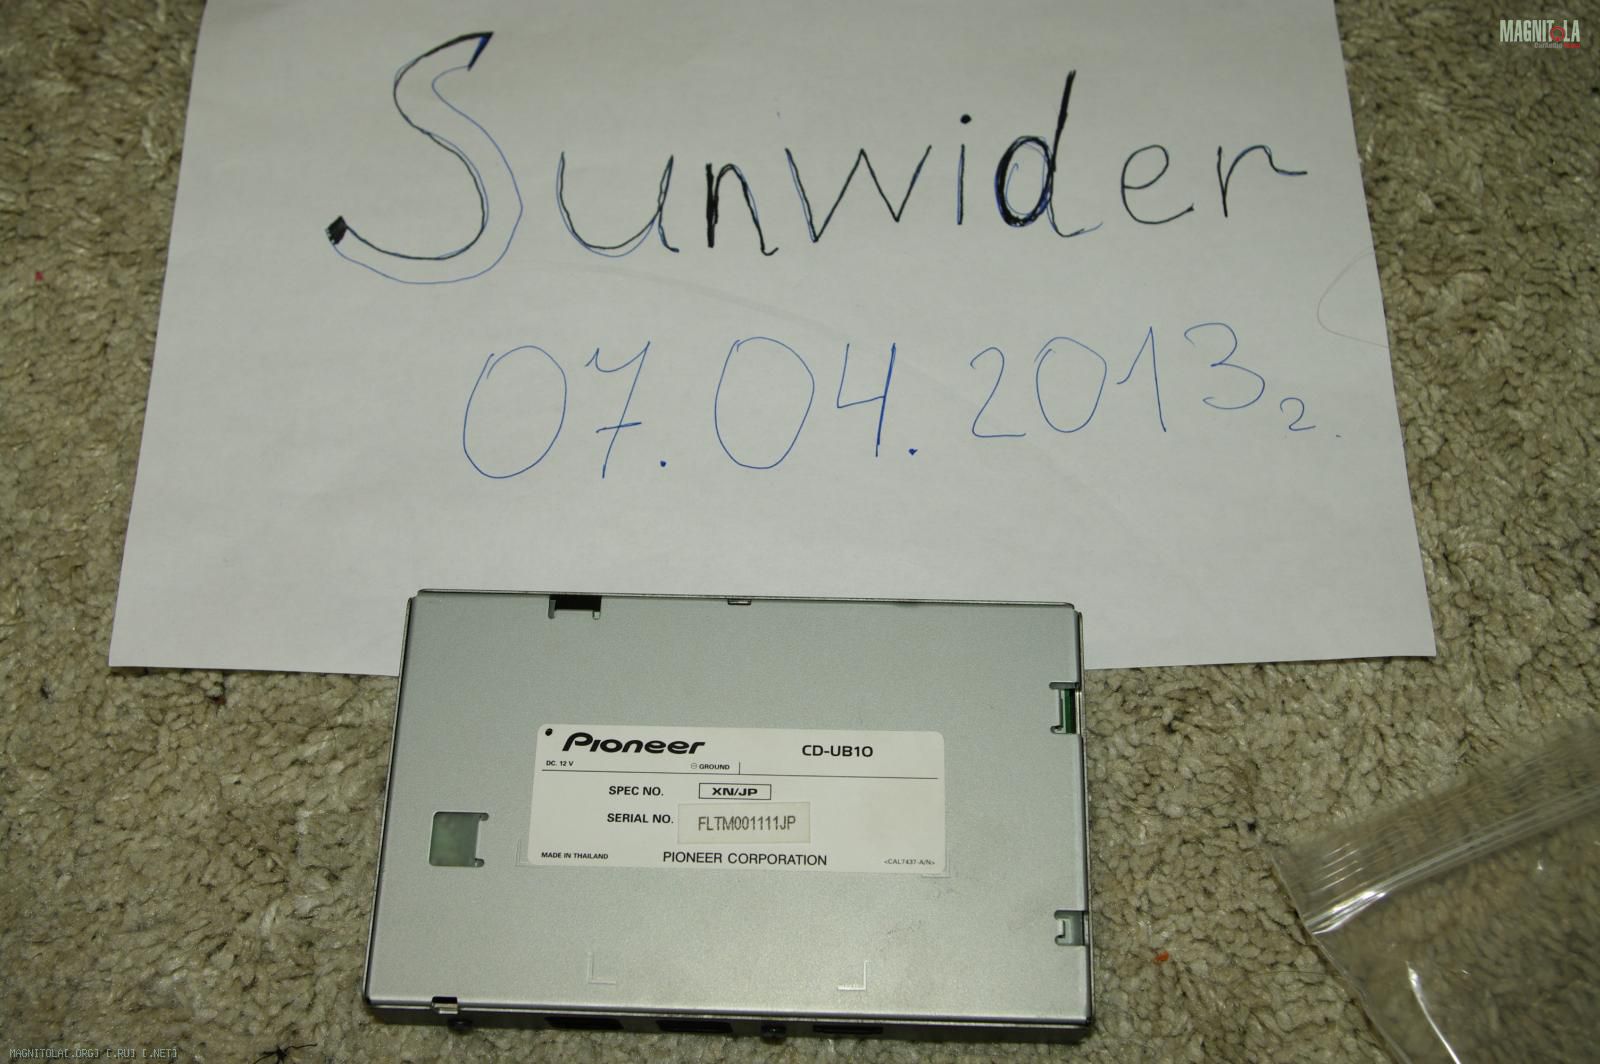 MAGNITOLA
CarAudio
Sunwider
07.04.2013г.
Pioneer CD-UB10
DC. 12 V ⊖ GROUND
SPEC NO. XN/JP
SERIAL NO. FLTM001111JP
MADE IN THAILAND PIONEER CORPORATION <CAL7437-A/N>
MAGNITOLA[.ORG] [.RU] [.NET]